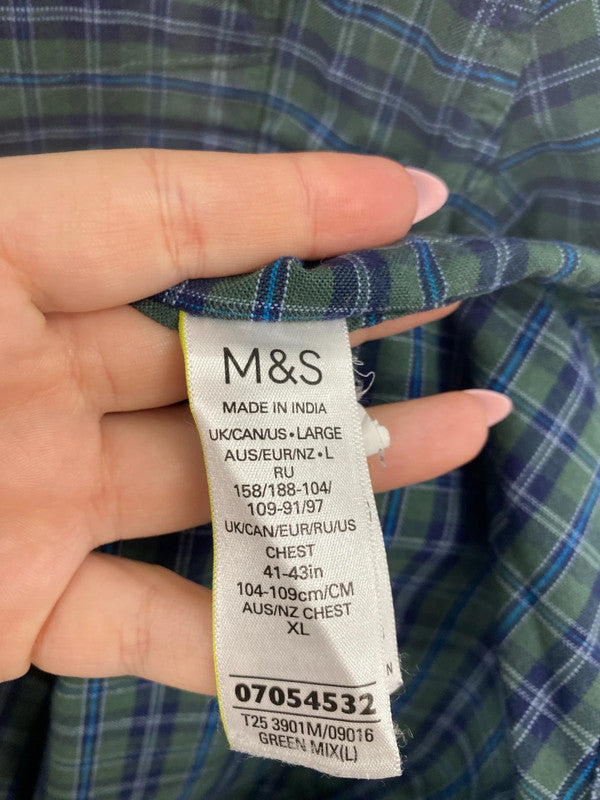 M&S
MADE IN INDIA
UK/CAN/US•LARGE
AUS/EUR/NZ•L
RU
158/188-104/
109-91/97
UK/CAN/EUR/RU/US
CHEST
41-43in
104-109cm/CM
AUS/NZ CHEST
XL
07054532
T25 3901M/09016
GREEN MIX(L)